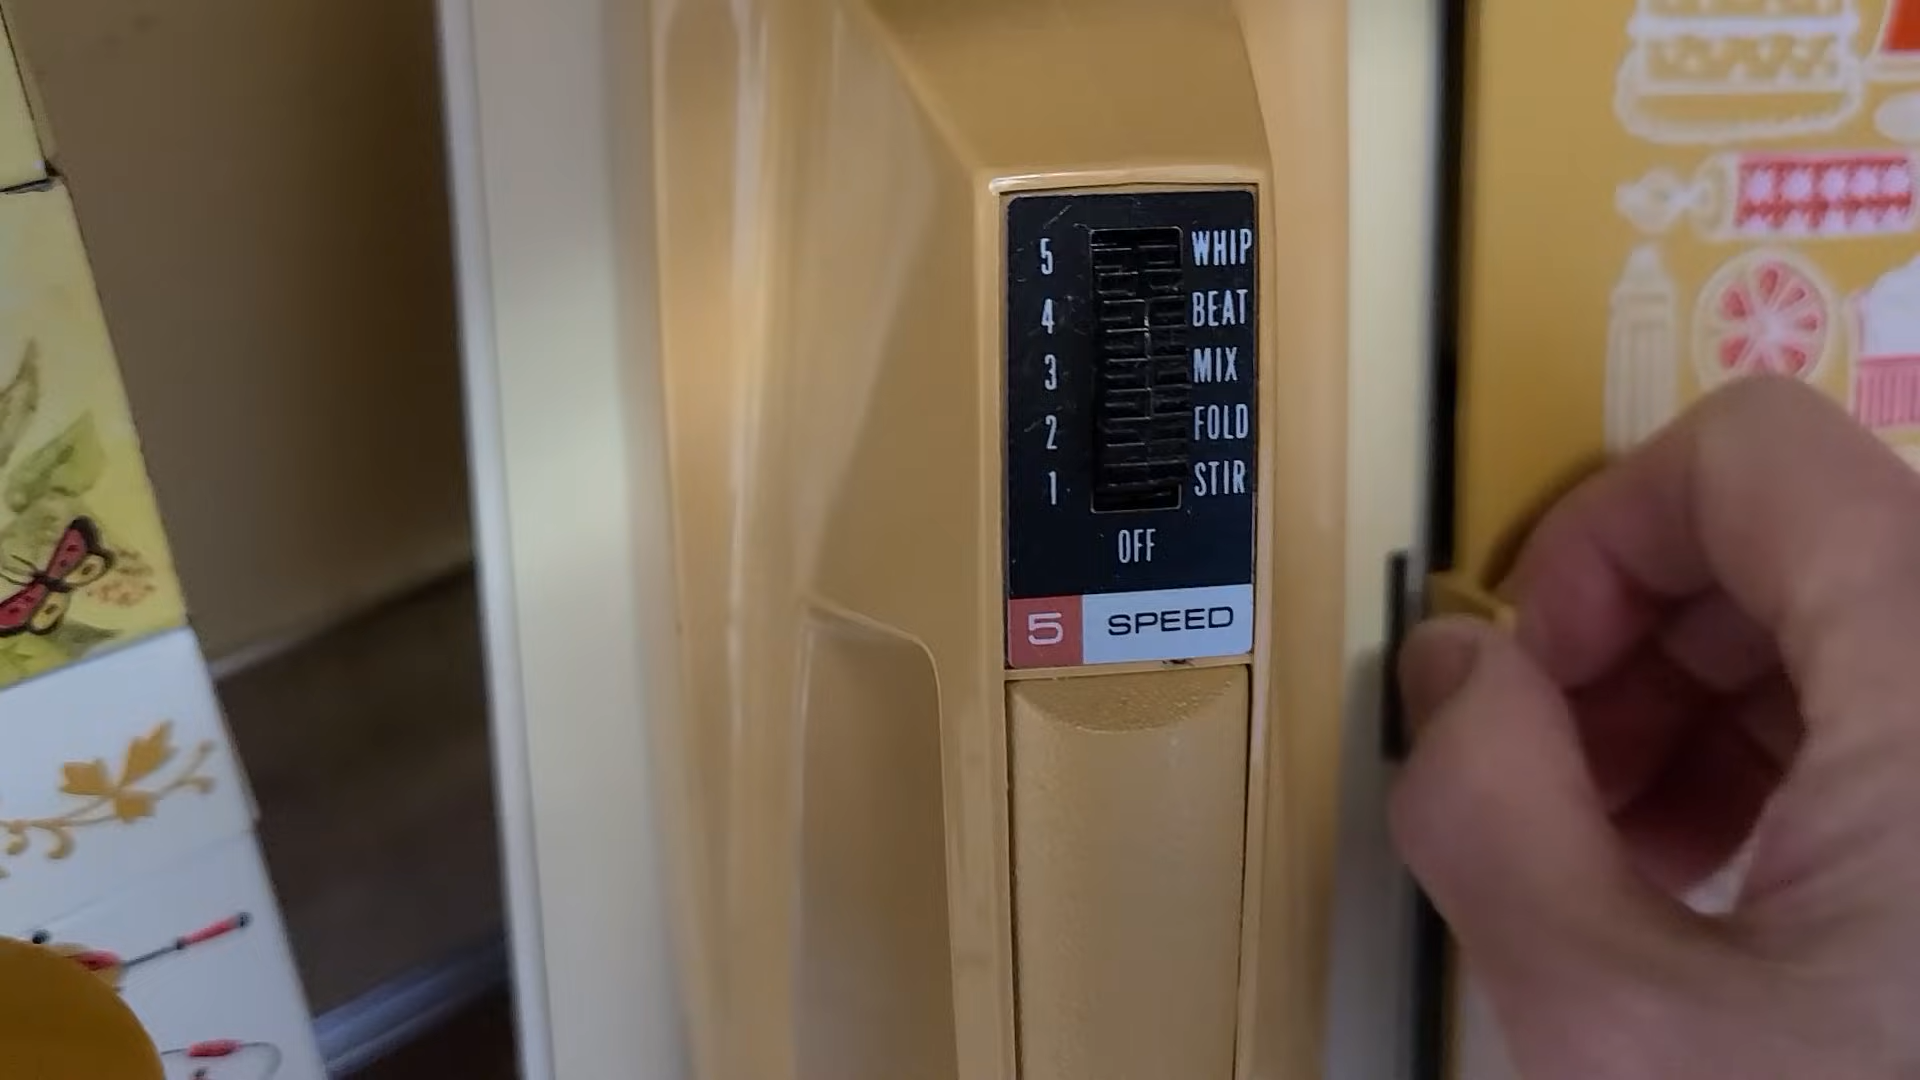 5 WHIP
4 BEAT
3 MIX
2 FOLD
1 STIR
OFF
5 SPEED